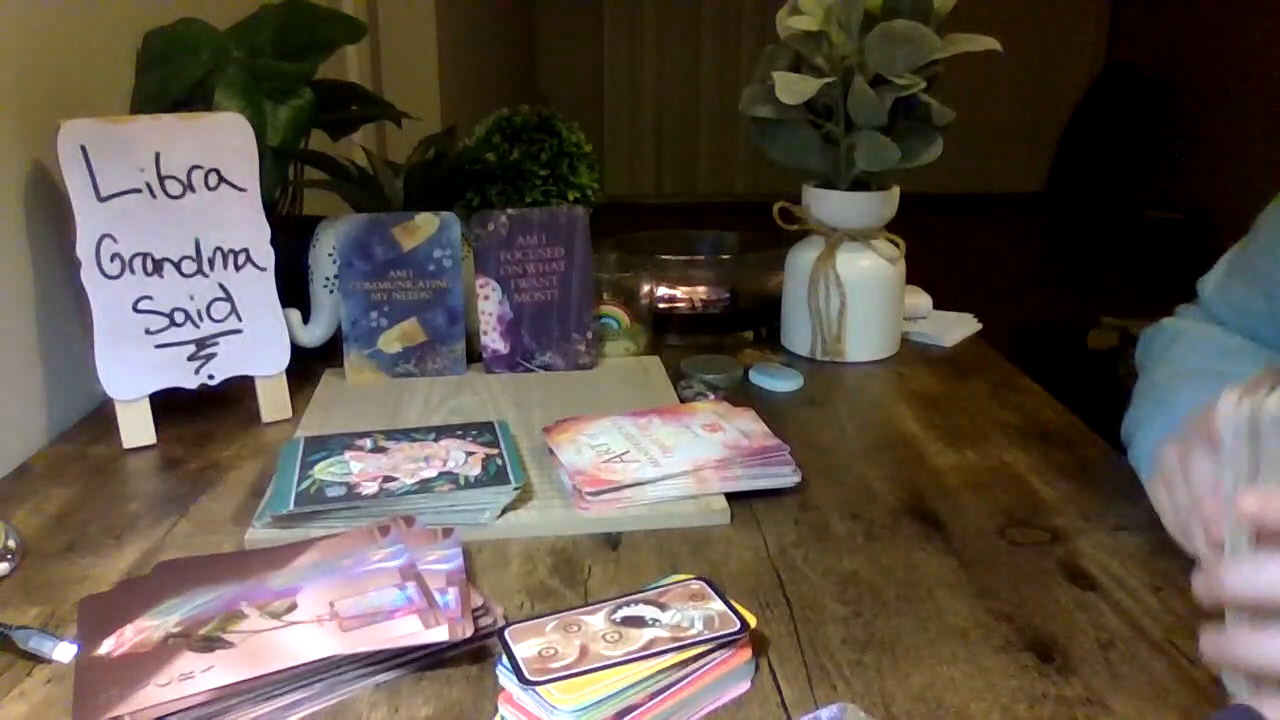 Libra
Grandma
Said
AM I
COMMUNICATING
MY NEEDS?
AM I
FOCUSED
ON WHAT
I WANT
MOST?